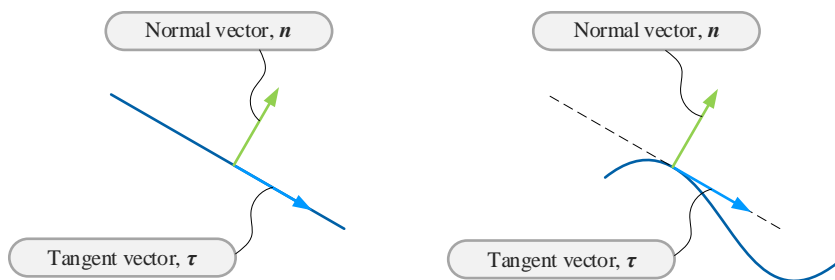 Normal vector, n
Normal vector, n
Tangent vector, τ
Tangent vector, τ